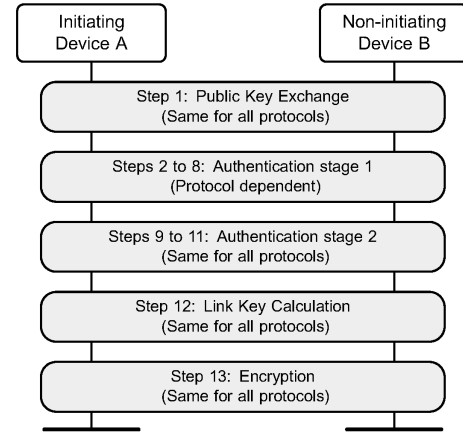 Initiating
Device A
Non-initiating
Device B
Step 1: Public Key Exchange
(Same for all protocols)
Steps 2 to 8: Authentication stage 1
(Protocol dependent)
Steps 9 to 11: Authentication stage 2
(Same for all protocols)
Step 12: Link Key Calculation
(Same for all protocols)
Step 13: Encryption
(Same for all protocols)